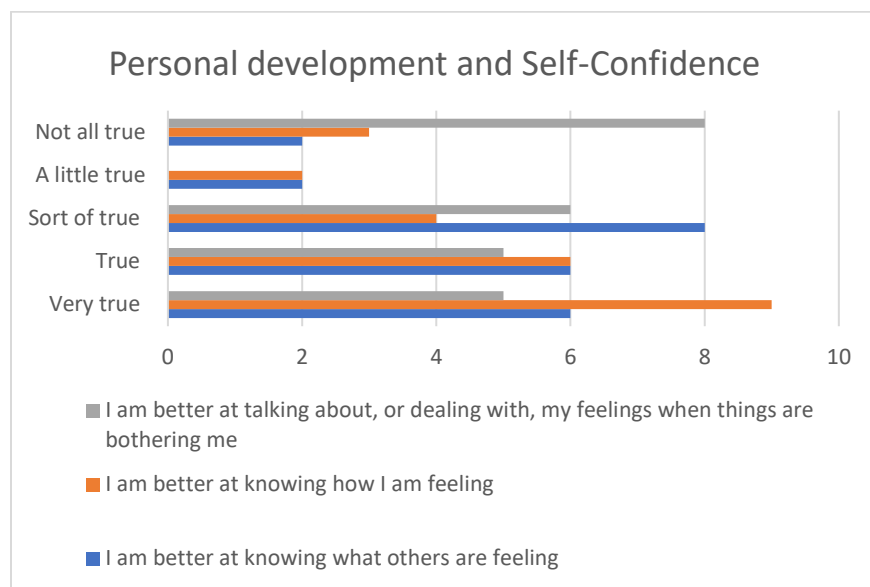 Personal development and Self-Confidence
Not all true
A little true
Sort of true
True
Very true
0 2 4 6 8 10
I am better at talking about, or dealing with, my feelings when things are
bothering me
I am better at knowing how I am feeling
I am better at knowing what others are feeling